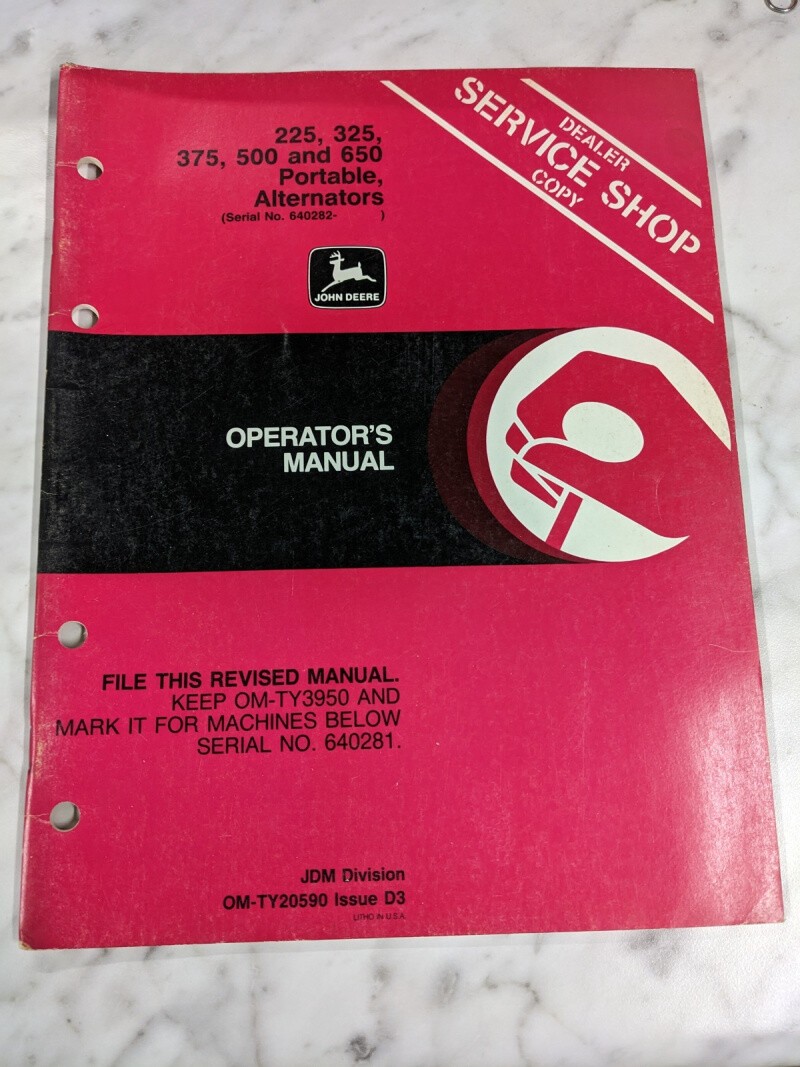 225, 325,
375, 500 and 650
Portable,
Alternators
(Serial No. 640282-        )
JOHN DEERE
DEALER
SERVICE SHOP
COPY
OPERATOR'S
MANUAL
FILE THIS REVISED MANUAL.
KEEP OM-TY3950 AND
MARK IT FOR MACHINES BELOW
SERIAL NO. 640281.
JDM Division
OM-TY20590 Issue D3
LITHO IN U.S.A.